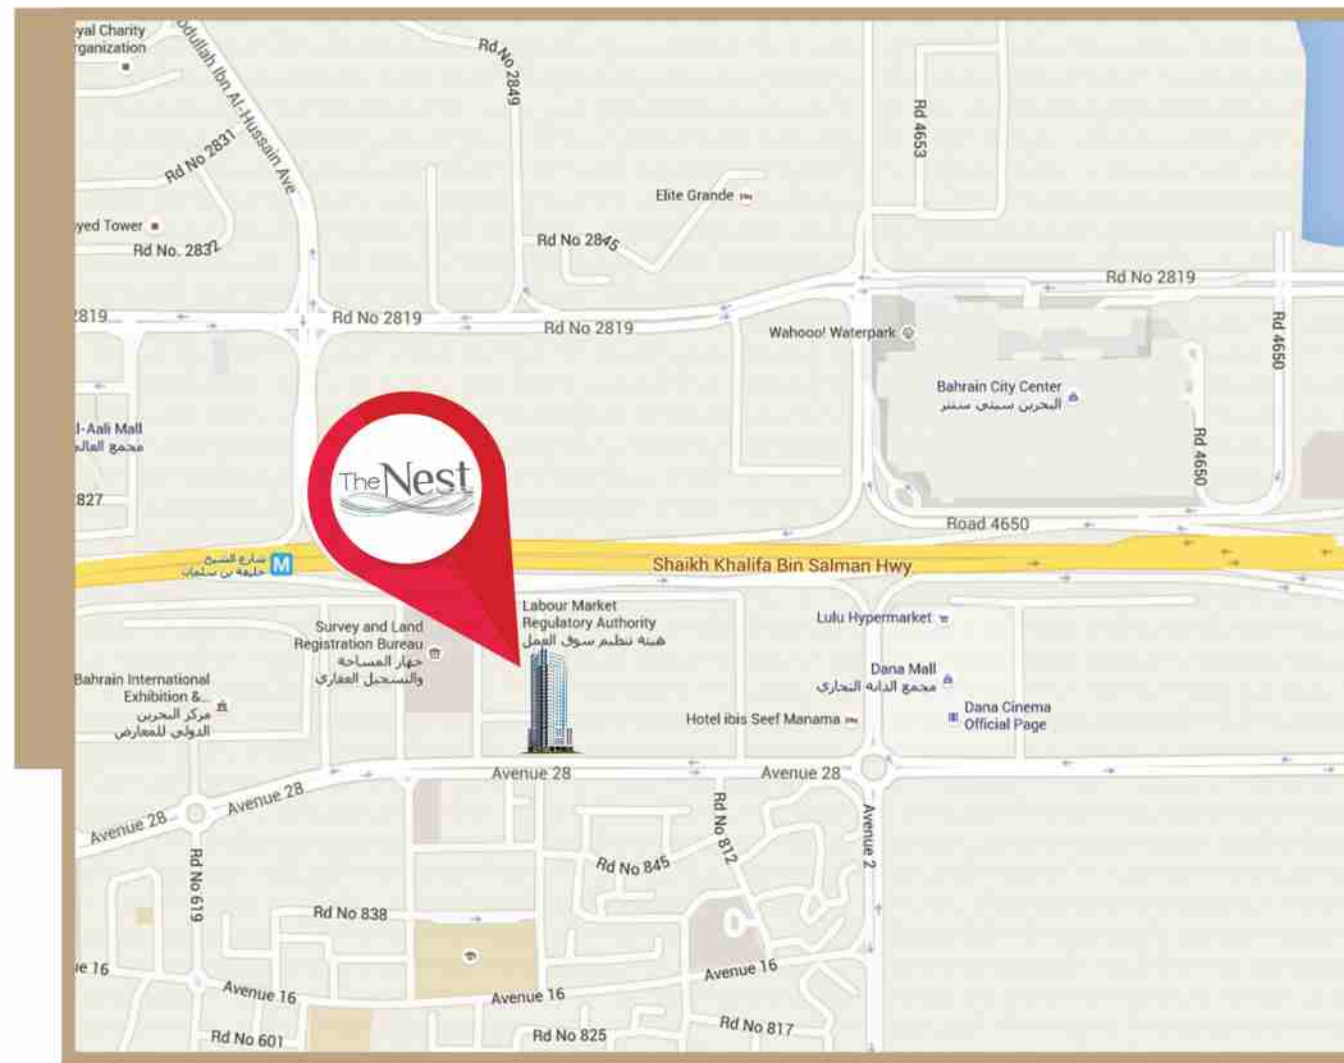 yal Charity
rganization
bdullah Ibn Al-Hussain Ave
Rd No 2849
Rd 4653
Rd No 2831
Elite Grande
yed Tower
Rd No. 2832
Rd No 2845
Rd No 2819
2819
Rd No 2819
Rd No 2819
Wahooo! Waterpark
Rd 4650
Bahrain City Center
البحرين سيتي سنتر
l-Aali Mall
مجمع العالي
The Nest
Rd 4650
827
Road 4650
شارع الشيخ
خليفة بن سلمان
M
Shaikh Khalifa Bin Salman Hwy
Labour Market
Regulatory Authority
هيئة تنظيم سوق العمل
Lulu Hypermarket
Survey and Land
Registration Bureau
جهاز المساحة
والتسجيل العقاري
Dana Mall
مجمع الدانة التجاري
Bahrain International
Exhibition &..
مركز البحرين
الدولي للمعارض
Hotel ibis Seef Manama
Dana Cinema
Official Page
Avenue 28
Avenue 28
Avenue 28
Avenue 28
Rd No 812
Avenue 2
Rd No 845
Rd No 619
Rd No 838
ue 16
Avenue 16
Avenue 16
Avenue 16
Rd No 601
Rd No 825
Rd No 817